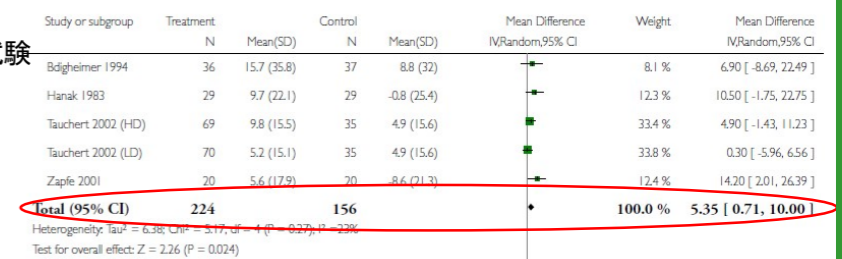 Study or subgroup Treatment Control Mean Difference Weight Mean Difference
N Mean(SD) N Mean(SD) IV,Random,95% CI IV,Random,95% CI
試験
Bdigheimer 1994 36 15.7 (35.8) 37 8.8 (32) 8.1 % 6.90 [ -8.69, 22.49 ]
Hanak 1983 29 9.7 (22.1) 29 -0.8 (25.4) 12.3 % 10.50 [ -1.75, 22.75 ]
Tauchert 2002 (HD) 69 9.8 (15.5) 35 4.9 (15.6) 33.4 % 4.90 [ -1.43, 11.23 ]
Tauchert 2002 (LD) 70 5.2 (15.1) 35 4.9 (15.6) 33.8 % 0.30 [ -5.96, 6.56 ]
Zapfe 2001 20 5.6 (17.9) 20 -8.6 (21.3) 12.4 % 14.20 [ 2.01, 26.39 ]
Total (95% CI) 224 156 100.0 % 5.35 [ 0.71, 10.00 ]
Heterogeneity: Tau² = 6.38; Chi² = 5.17, df = 4 (P = 0.27); I² =23%
Test for overall effect: Z = 2.26 (P = 0.024)